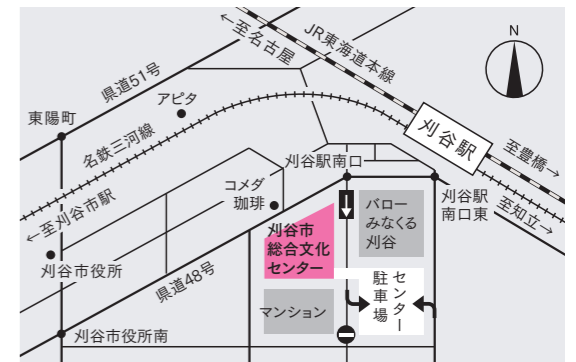 ←至名古屋
JR東海道本線
N
県道51号
アピタ
東陽町
名鉄三河線
刈谷駅
至豊橋→
刈谷駅南口
コメダ
珈琲
バロー
みなくる
刈谷
刈谷駅
南口東
至知立→
←至刈谷市駅
刈谷市
総合文化
センター
刈谷市役所
県道48号
センター
駐車場
マンション
刈谷市役所南